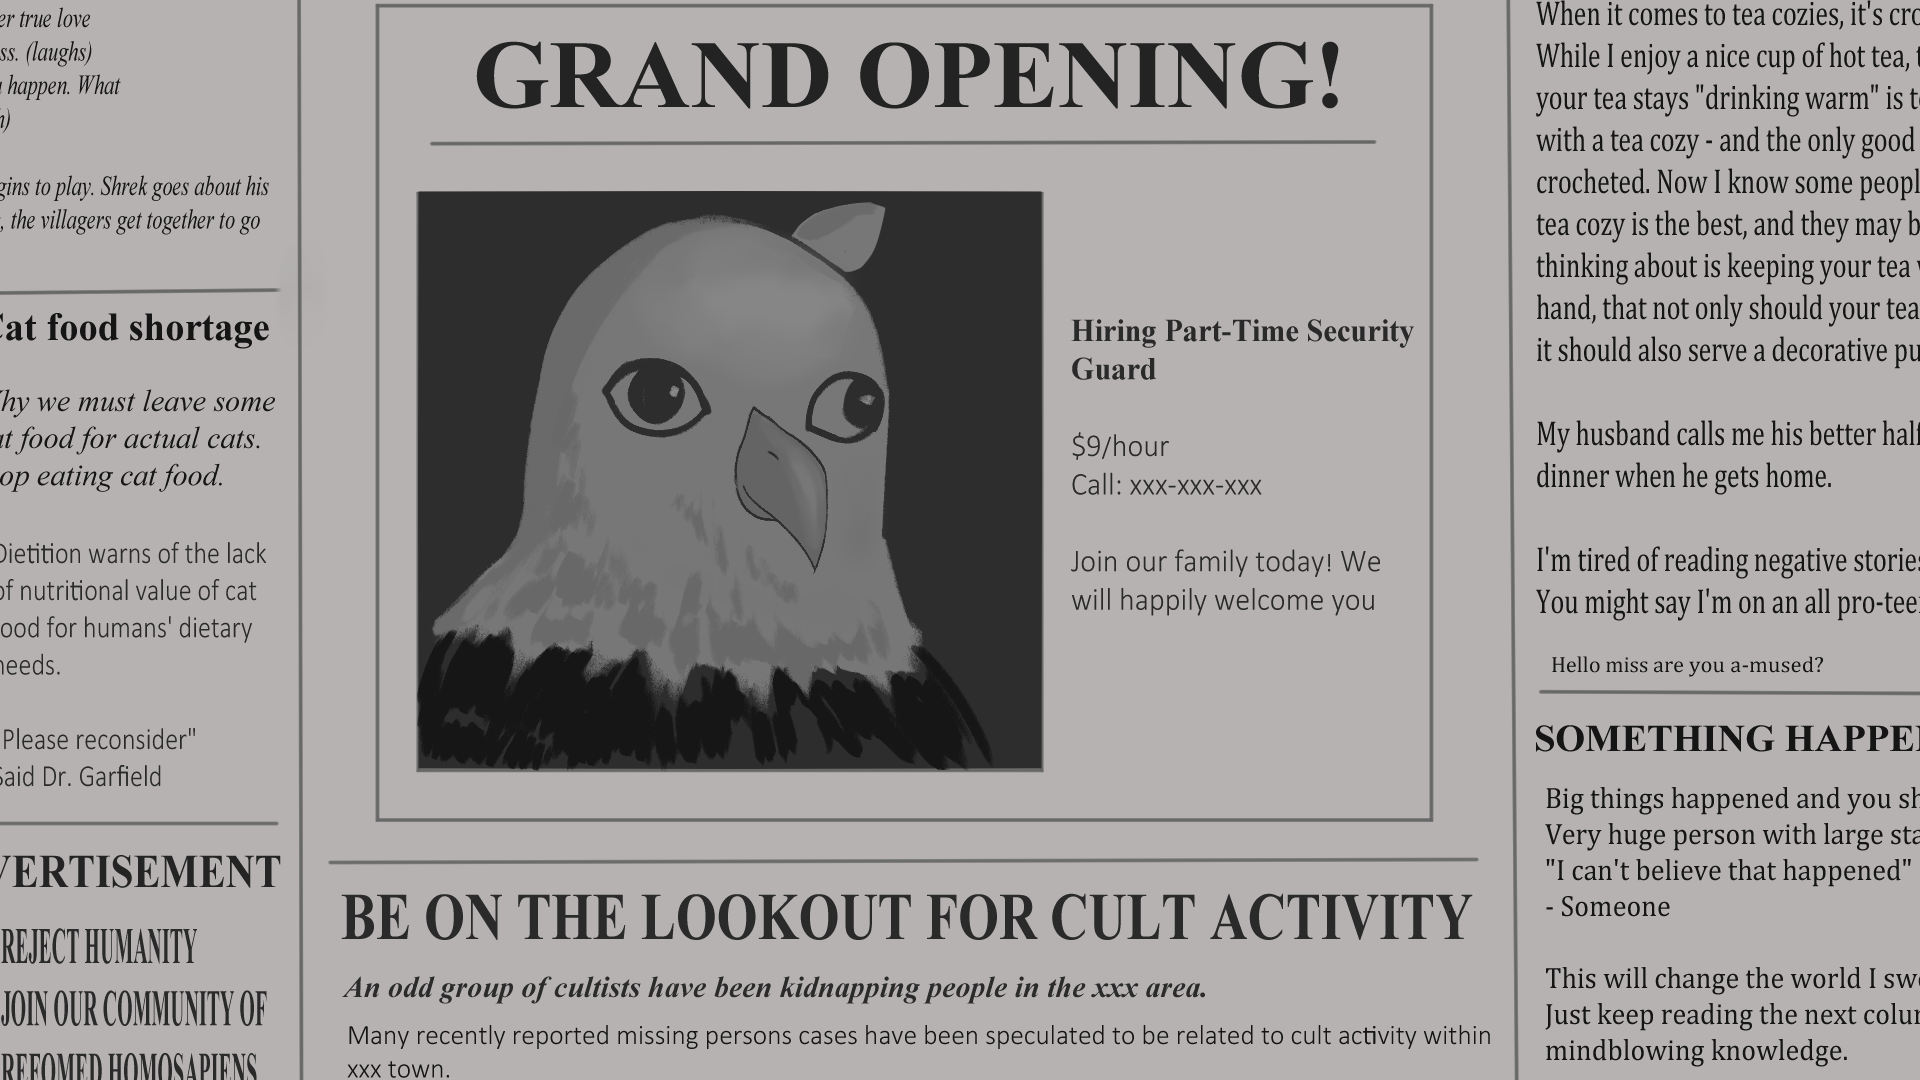 er true love
ss. (laughs)
happen. What
gins to play. Shrek goes about his
, the villagers get together to go
Cat food shortage
hy we must leave some
at food for actual cats.
op eating cat food.
Dietition warns of the lack
of nutritional value of cat
ood for humans' dietary
needs.
Please reconsider"
Said Dr. Garfield
VERTISEMENT
REJECT HUMANITY
JOIN OUR COMMUNITY OF
REFOMED HOMOSAPIENS
GRAND OPENING!
Hiring Part-Time Security
Guard
$9/hour
Call: xxx-xxx-xxx
Join our family today! We
will happily welcome you
BE ON THE LOOKOUT FOR CULT ACTIVITY
An odd group of cultists have been kidnapping people in the xxx area.
Many recently reported missing persons cases have been speculated to be related to cult activity within
xxx town.
When it comes to tea cozies, it's cro
While I enjoy a nice cup of hot tea, t
your tea stays "drinking warm" is t
with a tea cozy - and the only good
crocheted. Now I know some peopl
tea cozy is the best, and they may b
thinking about is keeping your tea
hand, that not only should your tea
it should also serve a decorative pu
My husband calls me his better half
dinner when he gets home.
I'm tired of reading negative stories
You might say I'm on an all pro-tee
Hello miss are you a-mused?
SOMETHING HAPPE
Big things happened and you sh
Very huge person with large sta
"I can't believe that happened"
- Someone
This will change the world I swe
Just keep reading the next colu
mindblowing knowledge.